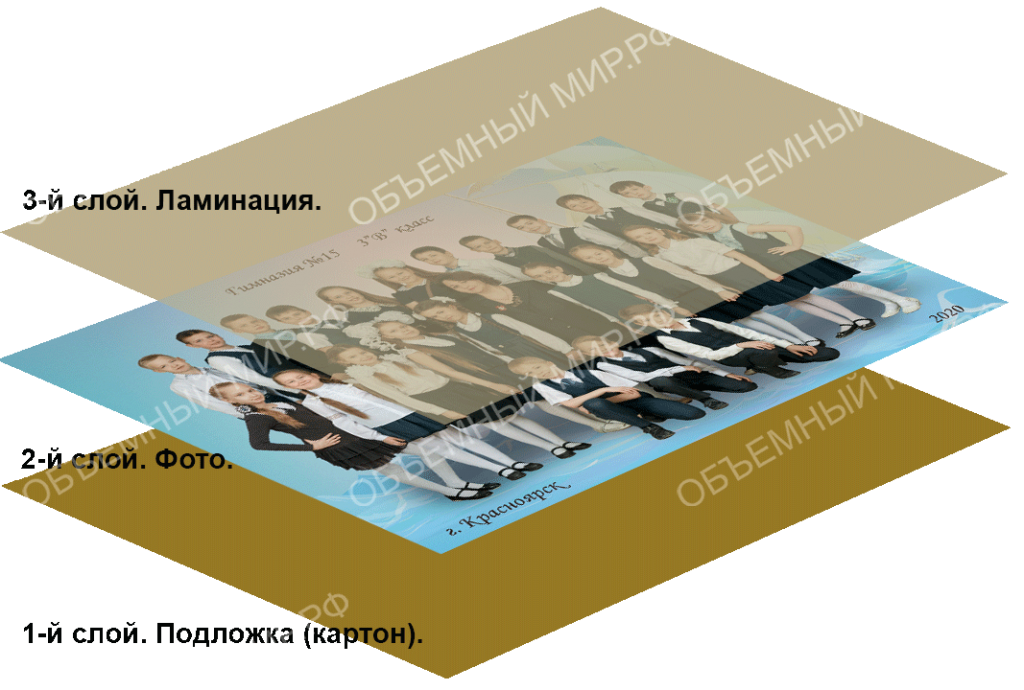 ОБЪЕМНЫЙ МИР.РФ
3-й слой. Ламинация.
Гимназия №15 3"В" класс
2020
2-й слой. Фото.
г. Красноярск
1-й слой. Подложка (картон).